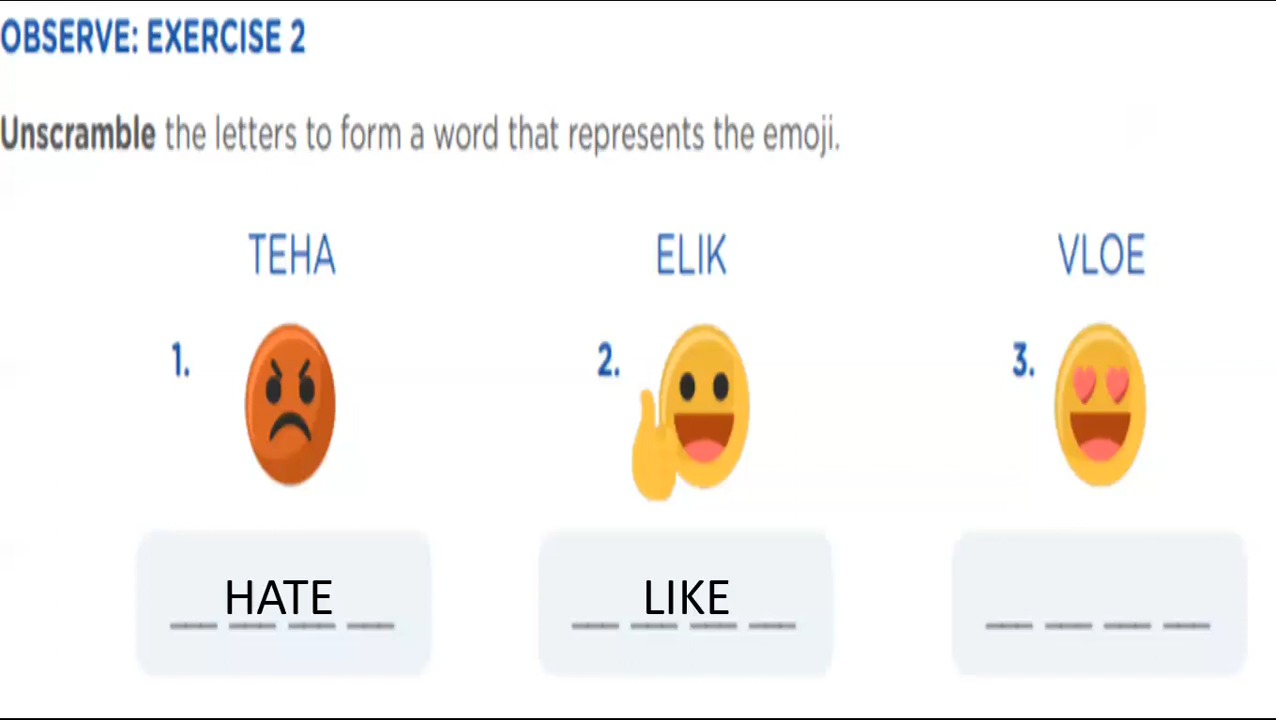 OBSERVE: EXERCISE 2
Unscramble the letters to form a word that represents the emoji.
TEHA ELIK VLOE
1. 2. 3.
HATE LIKE